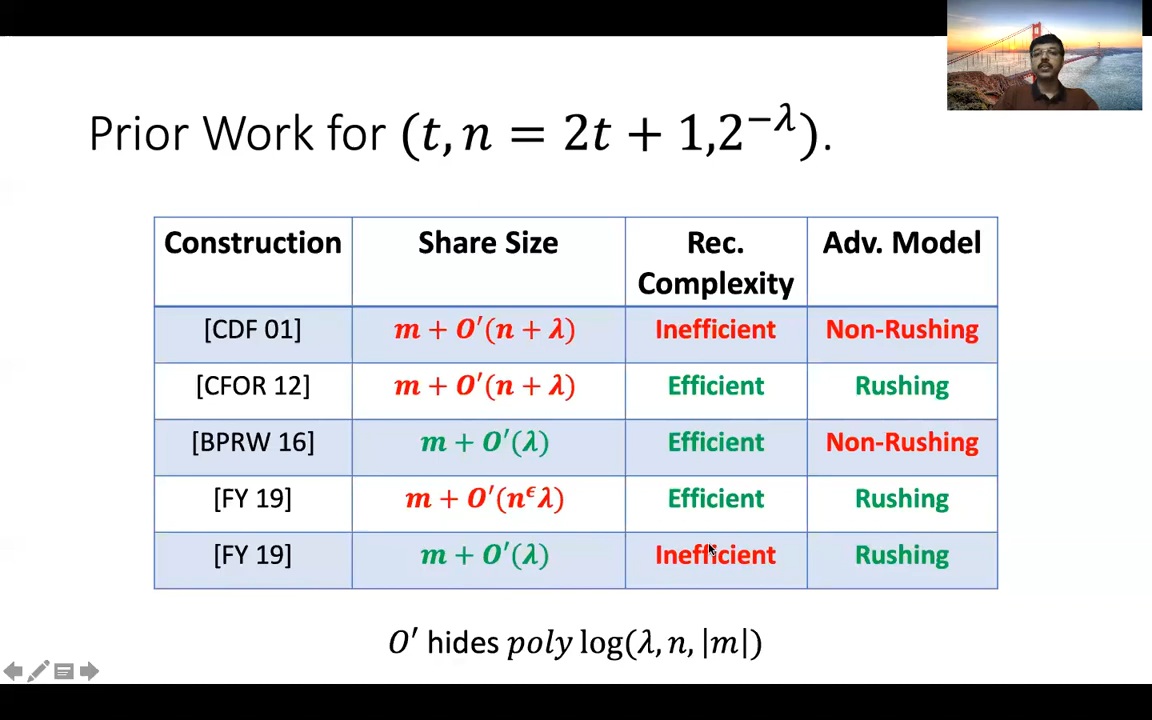 Prior Work for (t, n = 2t + 1,2^{−λ}).
Construction Share Size Rec. Complexity Adv. Model
[CDF 01] m + O′(n + λ) Inefficient Non-Rushing
[CFOR 12] m + O′(n + λ) Efficient Rushing
[BPRW 16] m + O′(λ) Efficient Non-Rushing
[FY 19] m + O′(n^ϵ λ) Efficient Rushing
[FY 19] m + O′(λ) Inefficient Rushing
O′ hides poly log(λ, n, |m|)